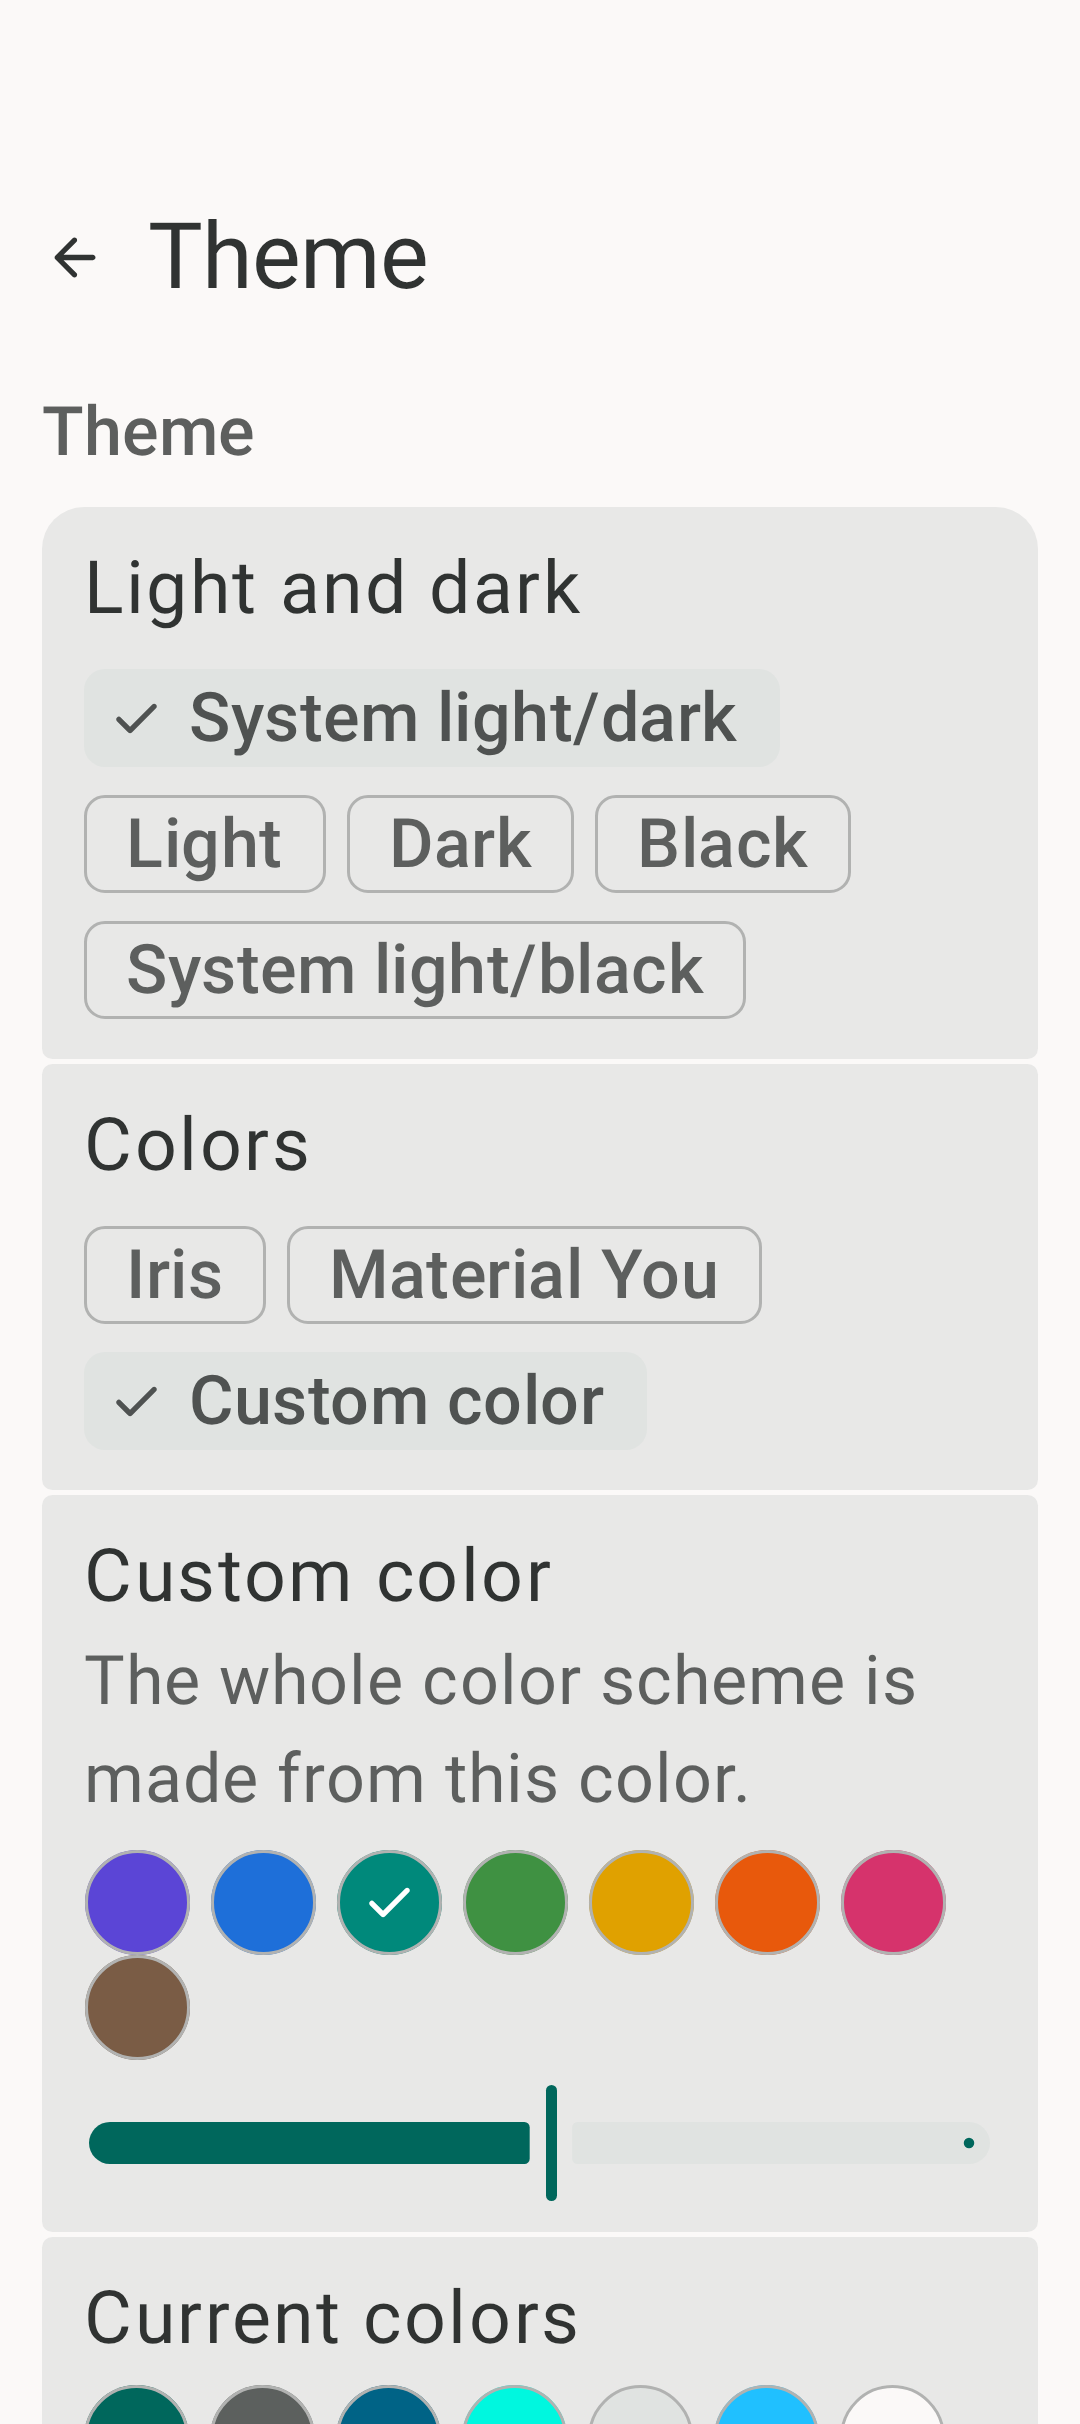 Theme
Theme
Light and dark
System light/dark
Light Dark Black
System light/black
Colors
Iris Material You
Custom color
Custom color
The whole color scheme is
made from this color.
Current colors